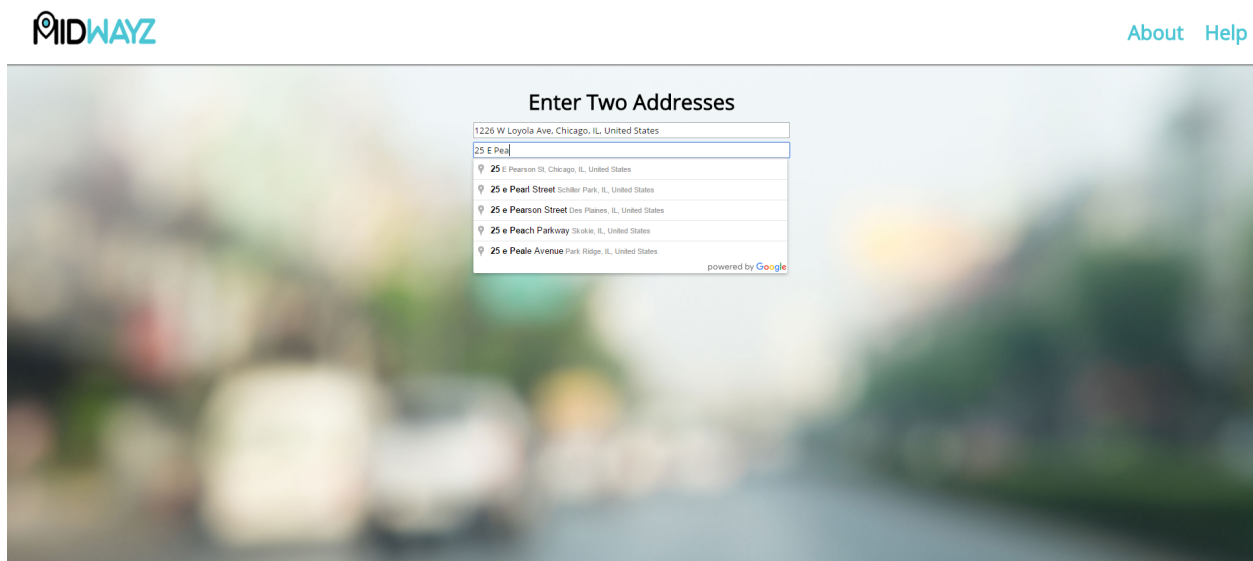 MIDWAYZ
About Help
Enter Two Addresses
1226 W Loyola Ave, Chicago, IL, United States
25 E Pea
25 E Pearson St, Chicago, IL, United States
25 e Pearl Street Schiller Park, IL, United States
25 e Pearson Street Des Plaines, IL, United States
25 e Peach Parkway Skokie, IL, United States
25 e Peale Avenue Park Ridge, IL, United States
powered by Google